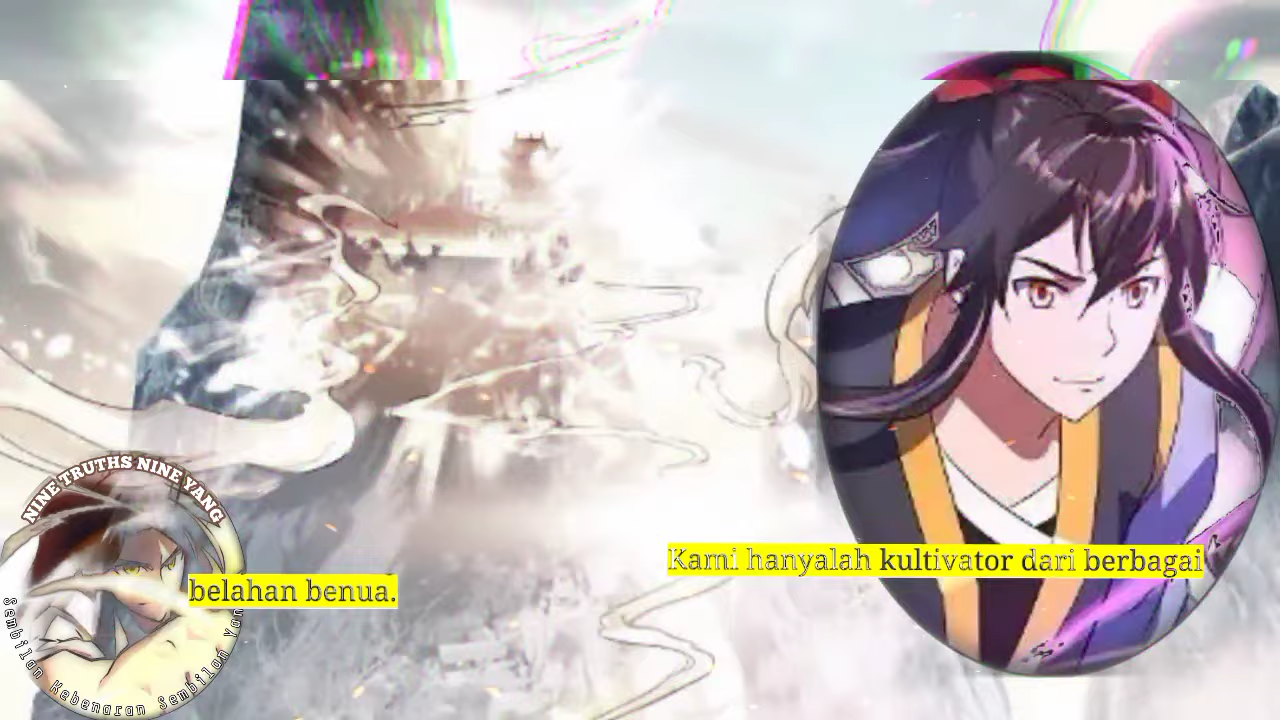 NINE TRUTHS NINE YANG
Kami hanyalah kultivator dari berbagai
belahan benua.
Sembilan Kebenaran Sembilan Yang